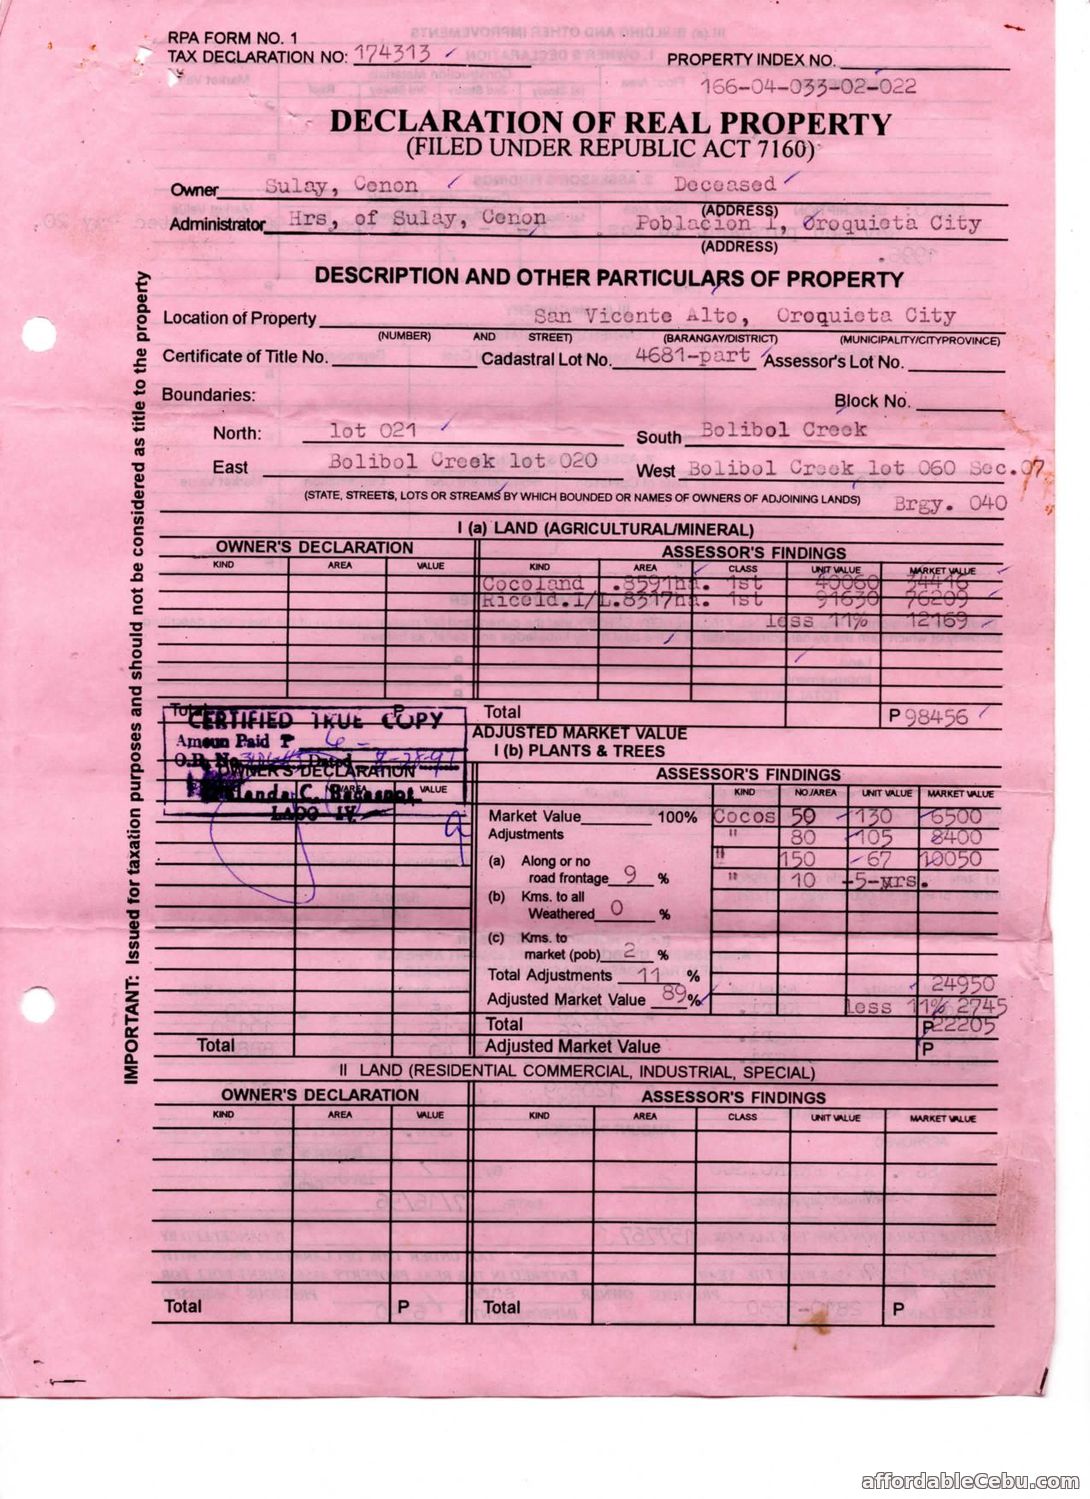 RPA FORM NO. 1
TAX DECLARATION NO: 174313
PROPERTY INDEX NO.
166-04-033-02-022
DECLARATION OF REAL PROPERTY
(FILED UNDER REPUBLIC ACT 7160)
Owner Sulay, Cenon Deceased
(ADDRESS)
Administrator Hrs, of Sulay, Cenon Poblacion 1, Oroquieta City
(ADDRESS)
DESCRIPTION AND OTHER PARTICULARS OF PROPERTY
Location of Property San Vicente Alto, Oroquieta City
(NUMBER) AND STREET) (BARANGAY/DISTRICT) (MUNICIPALITY/CITYPROVINCE)
Certificate of Title No. Cadastral Lot No. 4681-part Assessor's Lot No.
Boundaries: Block No.
North: lot 021 South Bolibol Creek
East Bolibol Creek lot 020 West Bolibol Creek lot 060 Sec.07
(STATE, STREETS, LOTS OR STREAMS BY WHICH BOUNDED OR NAMES OF OWNERS OF ADJOINING LANDS) Brgy. 040
IMPORTANT: Issued for taxation purposes and should not be considered as title to the property
I (a) LAND (AGRICULTURAL/MINERAL)
OWNER'S DECLARATION ASSESSOR'S FINDINGS
KIND AREA VALUE KIND AREA CLASS UNIT VALUE MARKET VALUE
Cocoland .8591ha. 1st 40060 34416
Riceld.I/L.8317ha. 1st 91630 76209
less 11% 12169
Total P Total P 98456
CERTIFIED TRUE COPY
Amoun Paid P 6-
O.R. No. Dated
LAOO IV
ADJUSTED MARKET VALUE
I (b) PLANTS & TREES
OWNER'S DECLARATION ASSESSOR'S FINDINGS
AREA VALUE KIND NO./AREA UNIT VALUE MARKET VALUE
Market Value 100% Cocos 50 130 6500
Adjustments " 80 105 8400
(a) Along or no " 150 67 10050
road frontage 9 % " 10 -5-yrs.
(b) Kms. to all
Weathered 0 %
(c) Kms. to
market (pob) 2 %
Total Adjustments 11 % 24950
Adjusted Market Value 89% less 11% 2745
Total P22205
Total Adjusted Market Value P
II LAND (RESIDENTIAL COMMERCIAL, INDUSTRIAL, SPECIAL)
OWNER'S DECLARATION ASSESSOR'S FINDINGS
KIND AREA VALUE KIND AREA CLASS UNIT VALUE MARKET VALUE
Total P Total P
affordableCebu.com